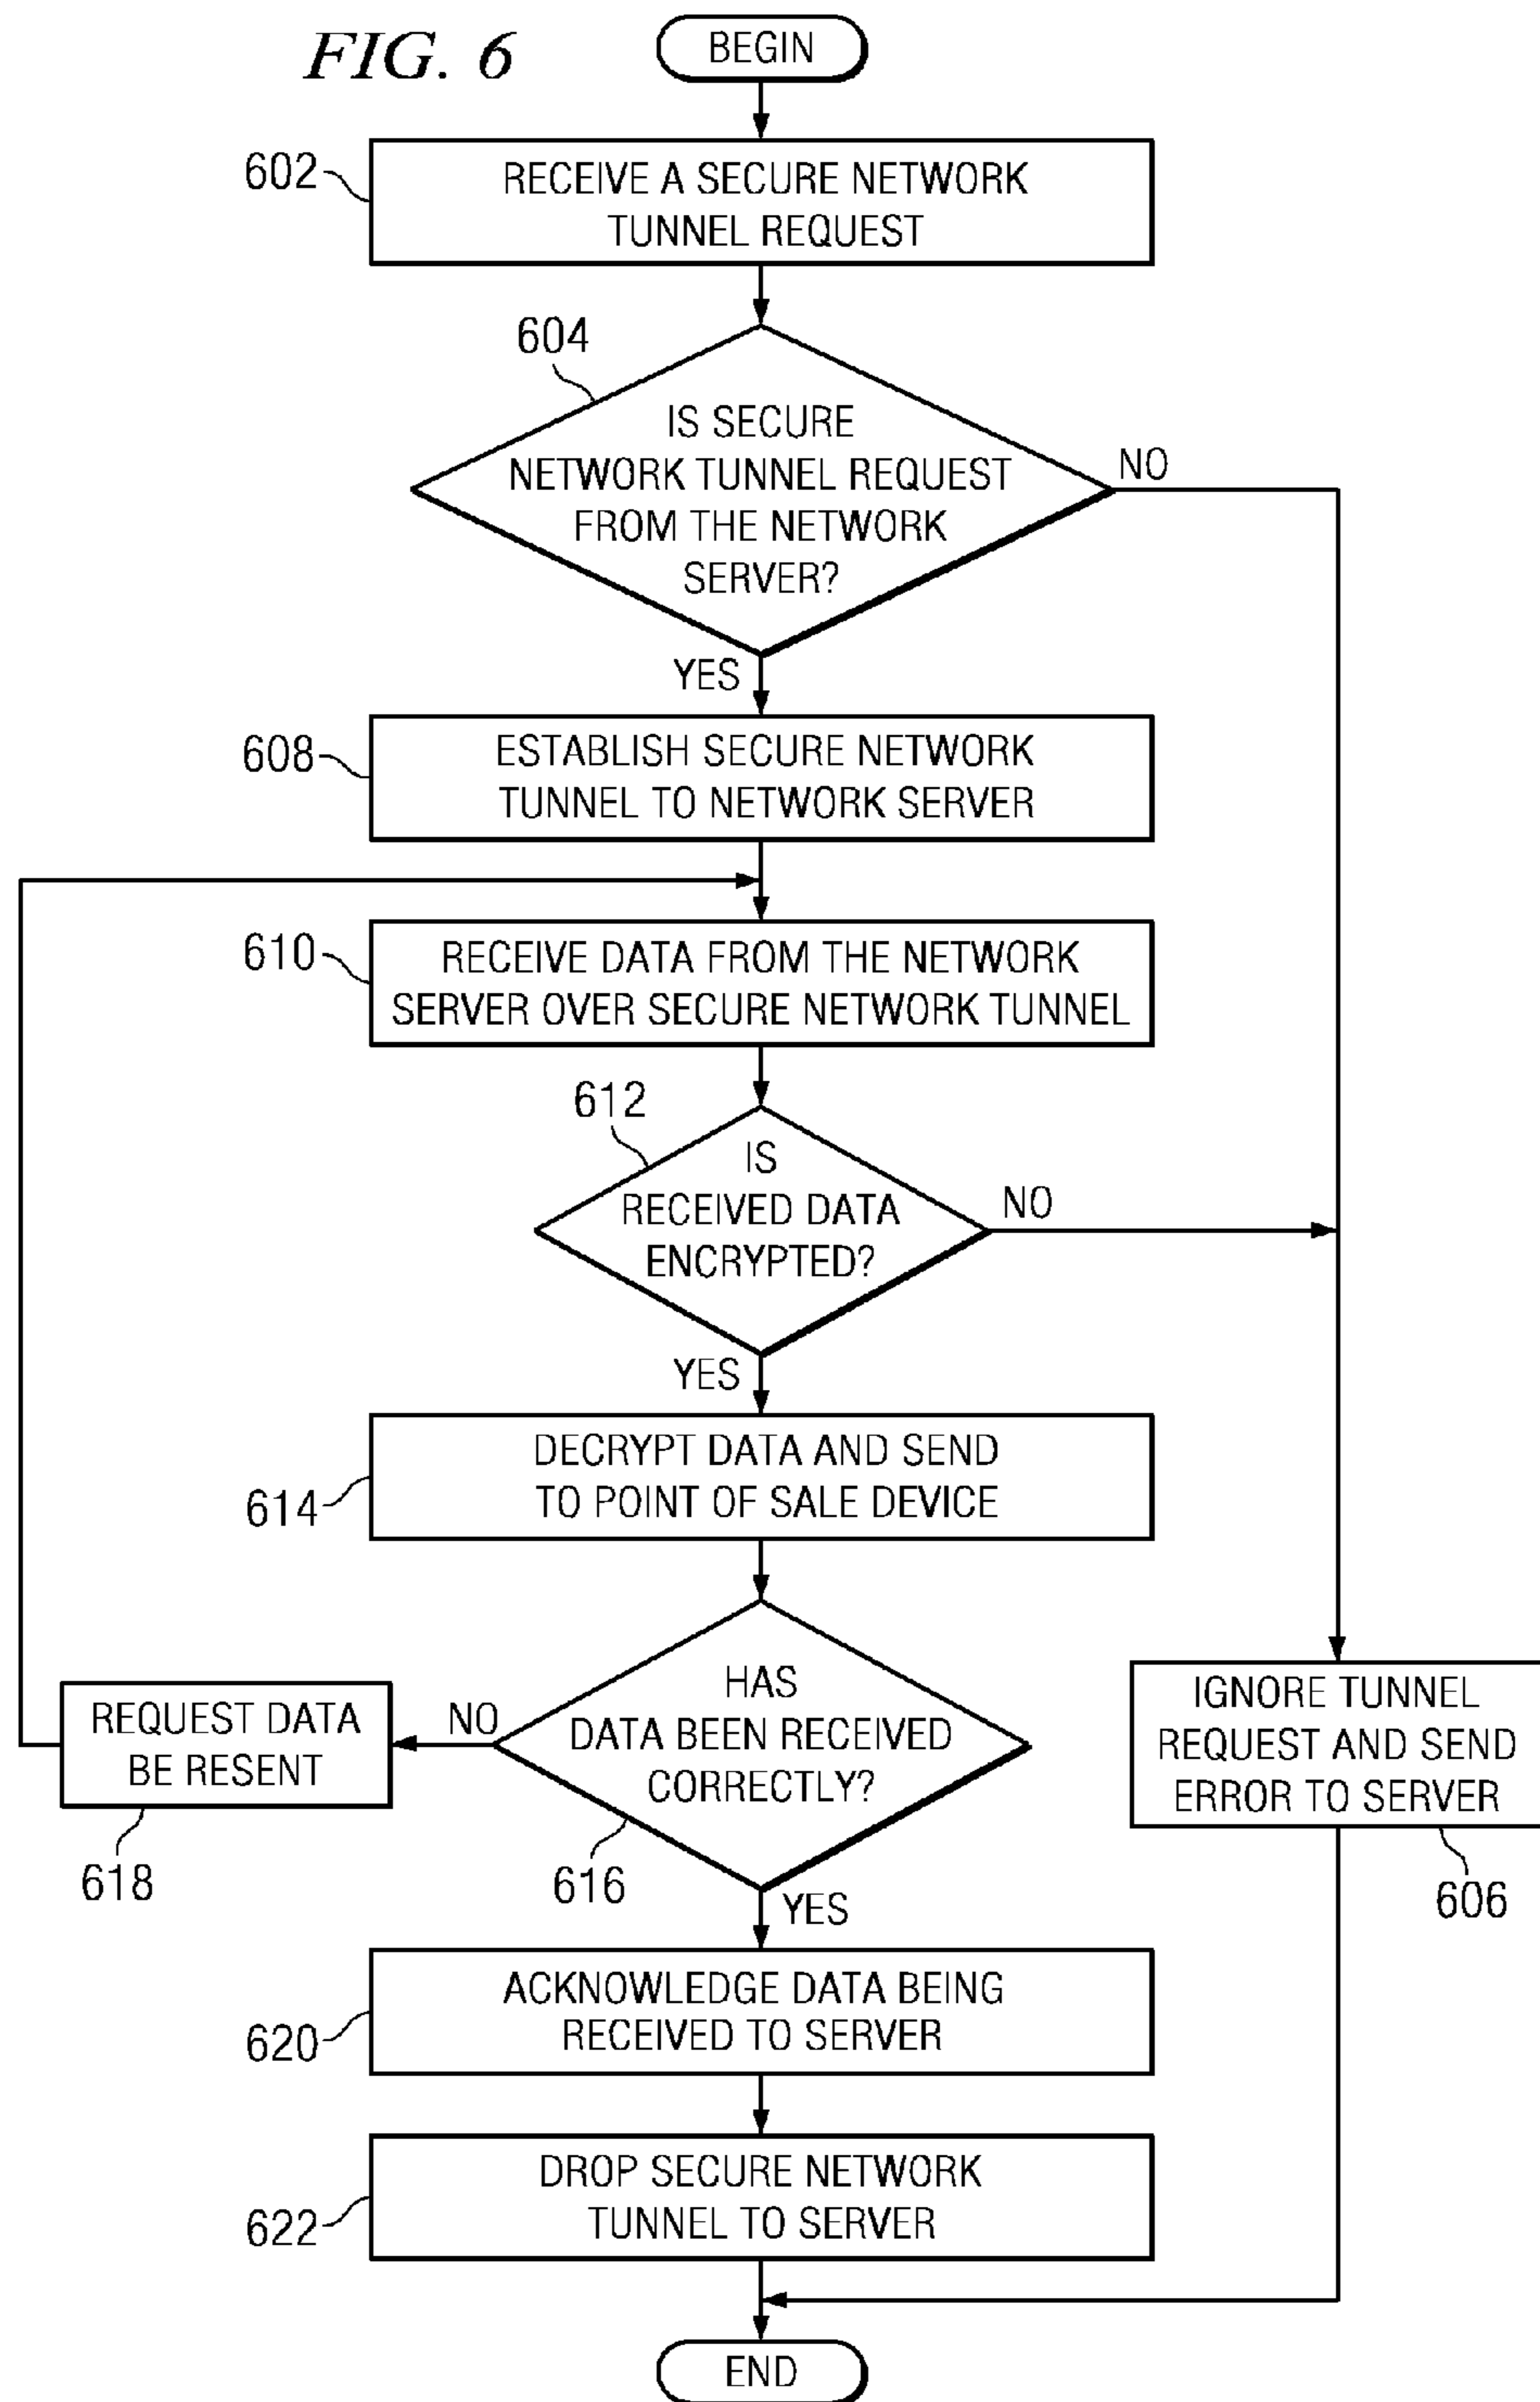 FIG. 6
BEGIN
602
RECEIVE A SECURE NETWORK
TUNNEL REQUEST
604
IS SECURE
NETWORK TUNNEL REQUEST
FROM THE NETWORK
SERVER?
NO
YES
608
ESTABLISH SECURE NETWORK
TUNNEL TO NETWORK SERVER
610
RECEIVE DATA FROM THE NETWORK
SERVER OVER SECURE NETWORK TUNNEL
612
IS
RECEIVED DATA
ENCRYPTED?
NO
YES
614
DECRYPT DATA AND SEND
TO POINT OF SALE DEVICE
HAS
DATA BEEN RECEIVED
CORRECTLY?
616
NO
REQUEST DATA
BE RESENT
618
IGNORE TUNNEL
REQUEST AND SEND
ERROR TO SERVER
606
YES
620
ACKNOWLEDGE DATA BEING
RECEIVED TO SERVER
622
DROP SECURE NETWORK
TUNNEL TO SERVER
END